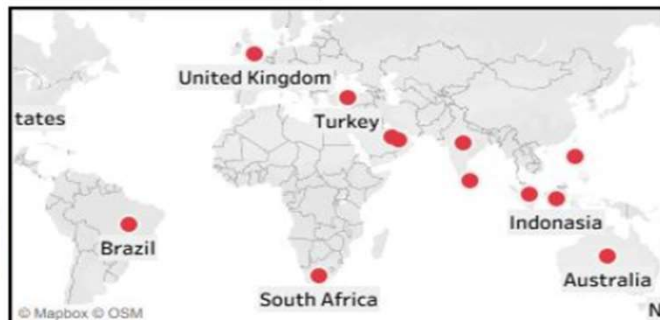 United Kingdom
tates
Turkey
Indonasia
Brazil
Australia
South Africa
N
© Mapbox © OSM